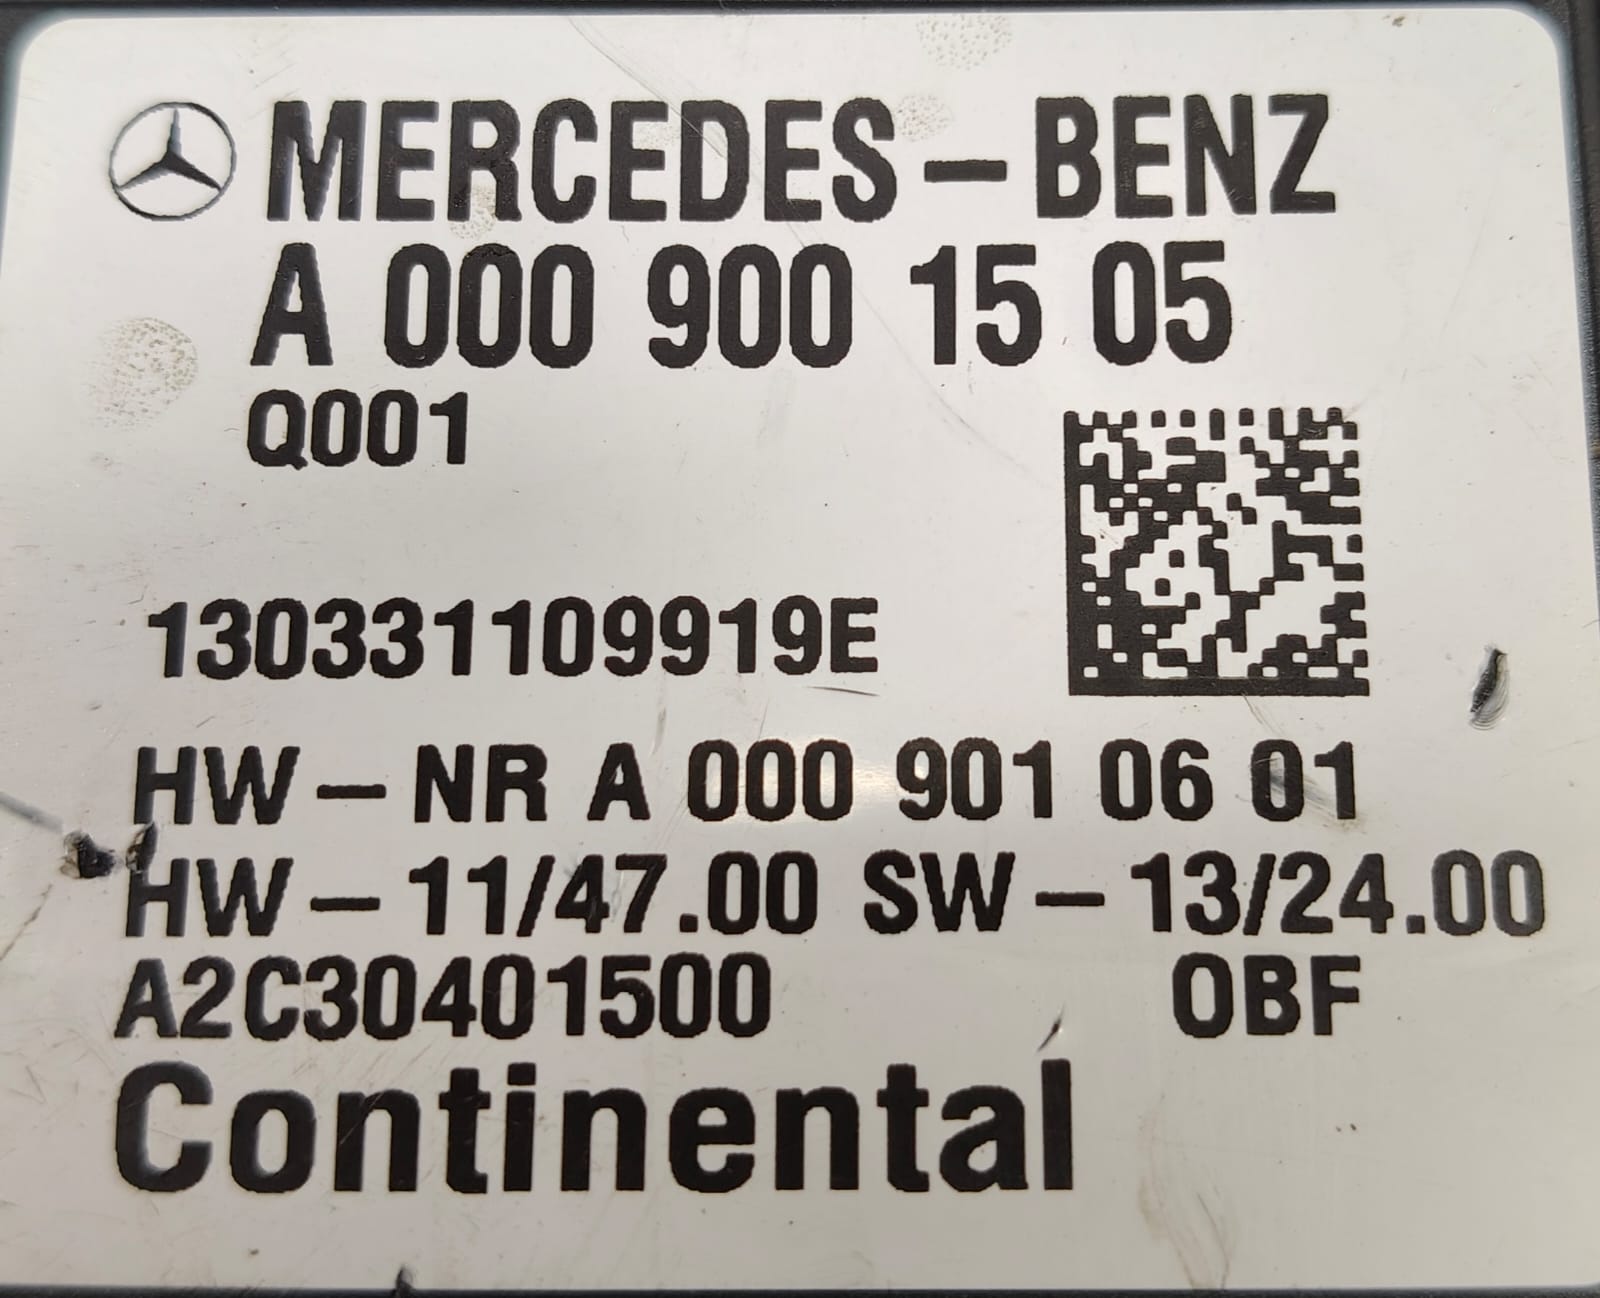 MERCEDES-BENZ
A 000 900 15 05
Q001
130331109919E
HW-NR A 000 901 06 01
HW-11/47.00 SW-13/24.00
A2C30401500 OBF
Continental